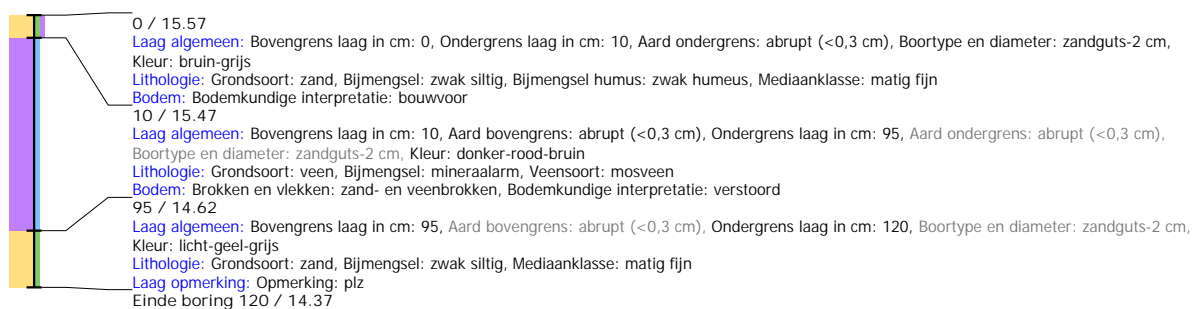 0 / 15.57
Laag algemeen: Bovengrens laag in cm: 0, Ondergrens laag in cm: 10, Aard ondergrens: abrupt (<0,3 cm), Boortype en diameter: zandguts-2 cm,
Kleur: bruin-grijs
Lithologie: Grondsoort: zand, Bijmengsel: zwak siltig, Bijmengsel humus: zwak humeus, Mediaanklasse: matig fijn
Bodem: Bodemkundige interpretatie: bouwvoor
10 / 15.47
Laag algemeen: Bovengrens laag in cm: 10, Aard bovengrens: abrupt (<0,3 cm), Ondergrens laag in cm: 95, Aard ondergrens: abrupt (<0,3 cm),
Boortype en diameter: zandguts-2 cm, Kleur: donker-rood-bruin
Lithologie: Grondsoort: veen, Bijmengsel: mineraalarm, Veensoort: mosveen
Bodem: Brokken en vlekken: zand- en veenbrokken, Bodemkundige interpretatie: verstoord
95 / 14.62
Laag algemeen: Bovengrens laag in cm: 95, Aard bovengrens: abrupt (<0,3 cm), Ondergrens laag in cm: 120, Boortype en diameter: zandguts-2 cm,
Kleur: licht-geel-grijs
Lithologie: Grondsoort: zand, Bijmengsel: zwak siltig, Mediaanklasse: matig fijn
Laag opmerking: Opmerking: plz
Einde boring 120 / 14.37